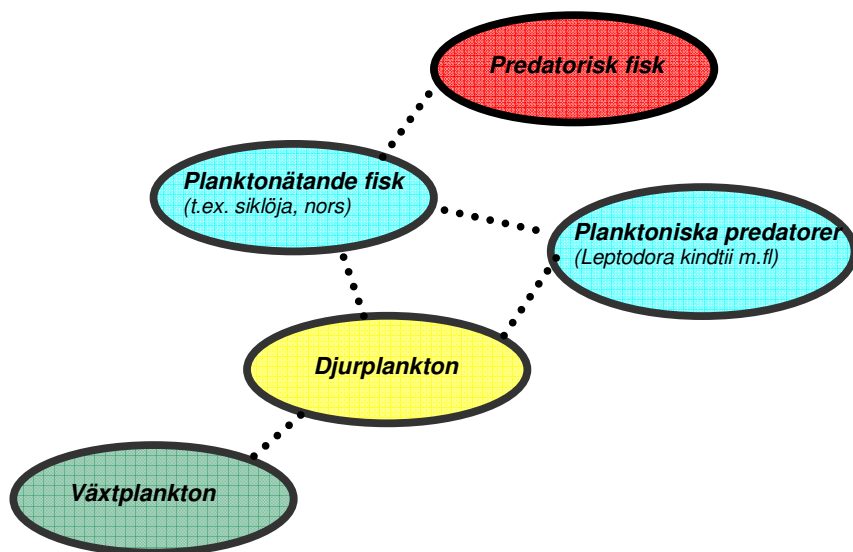 Predatorisk fisk
Planktonätande fisk
(t.ex. siklöja, nors)
Planktoniska predatorer
(Leptodora kindtii m.fl)
Djurplankton
Växtplankton